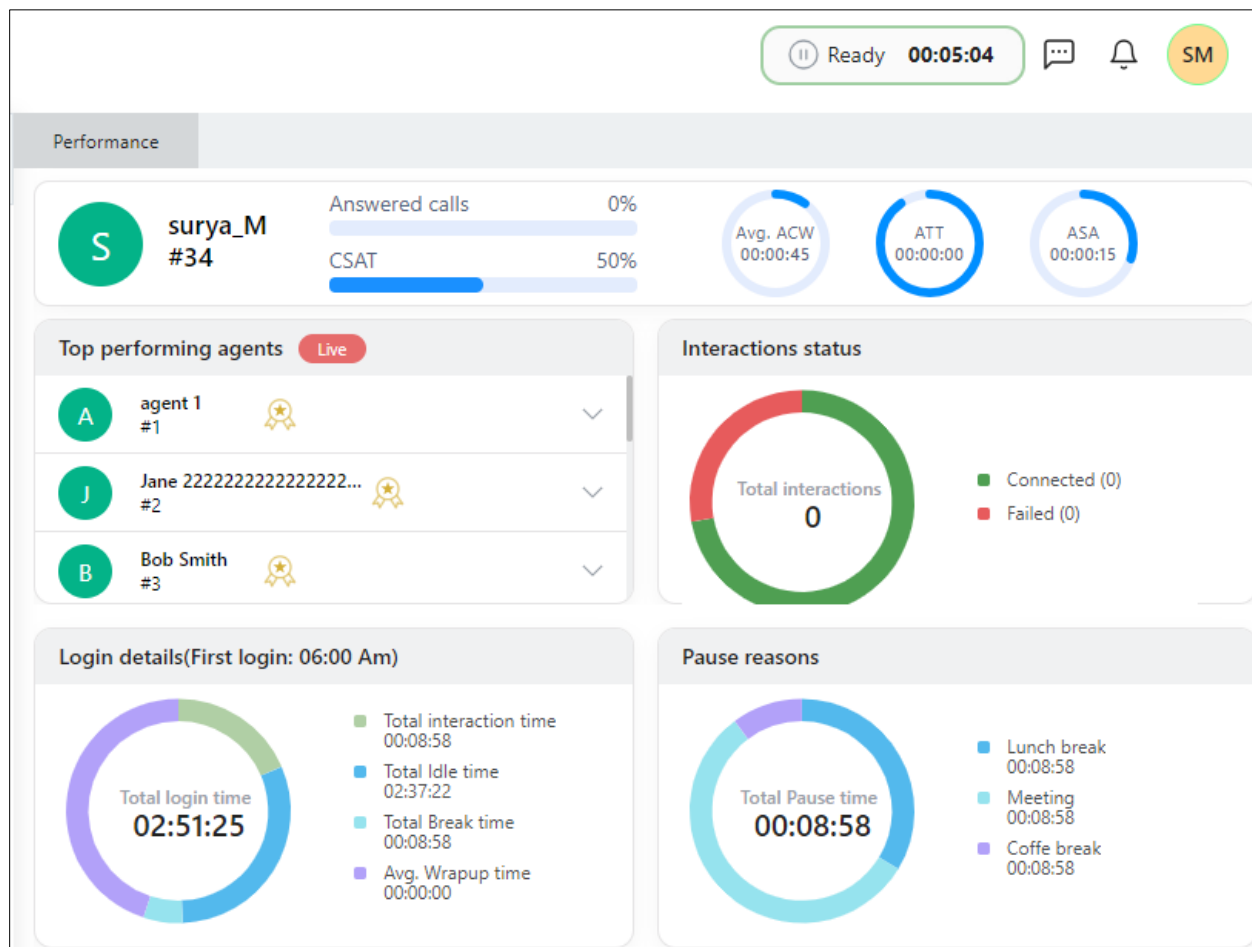 Ready 00:05:04
SM
Performance
S
surya_M
#34
Answered calls 0%
CSAT 50%
Avg. ACW
00:00:45
ATT
00:00:00
ASA
00:00:15
Top performing agents Live
A
agent 1
#1
J
Jane 2222222222222222...
#2
B
Bob Smith
#3
Interactions status
Total interactions
0
Connected (0)
Failed (0)
Login details(First login: 06:00 Am)
Total login time
02:51:25
Total interaction time
00:08:58
Total Idle time
02:37:22
Total Break time
00:08:58
Avg. Wrapup time
00:00:00
Pause reasons
Total Pause time
00:08:58
Lunch break
00:08:58
Meeting
00:08:58
Coffe break
00:08:58